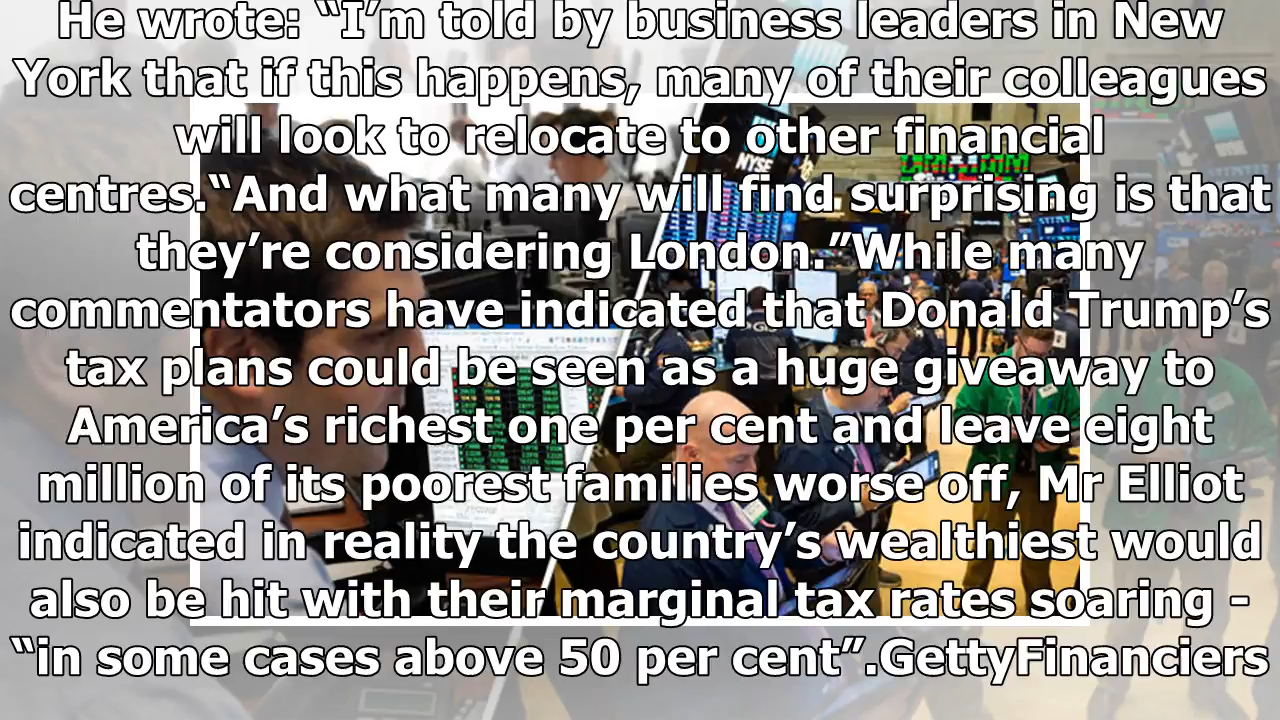 He wrote: “I’m told by business leaders in New
York that if this happens, many of their colleagues
will look to relocate to other financial
centres.“And what many will find surprising is that
they’re considering London.”While many
commentators have indicated that Donald Trump’s
tax plans could be seen as a huge giveaway to
America’s richest one per cent and leave eight
million of its poorest families worse off, Mr Elliot
indicated in reality the country’s wealthiest would
also be hit with their marginal tax rates soaring -
“in some cases above 50 per cent”.GettyFinanciers
NYSE